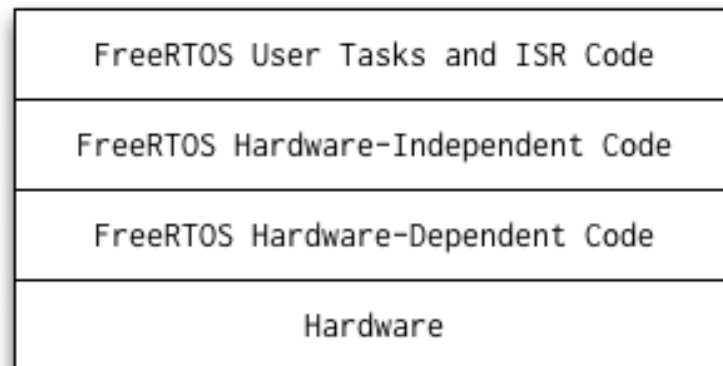 FreeRTOS User Tasks and ISR Code
FreeRTOS Hardware-Independent Code
FreeRTOS Hardware-Dependent Code
Hardware